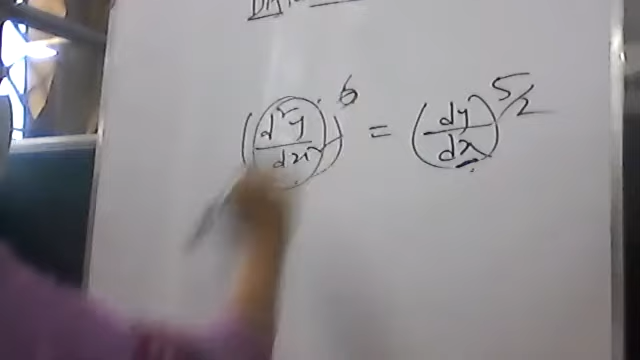 (d²y/dx²)⁶ = (dy/dx)^5/2